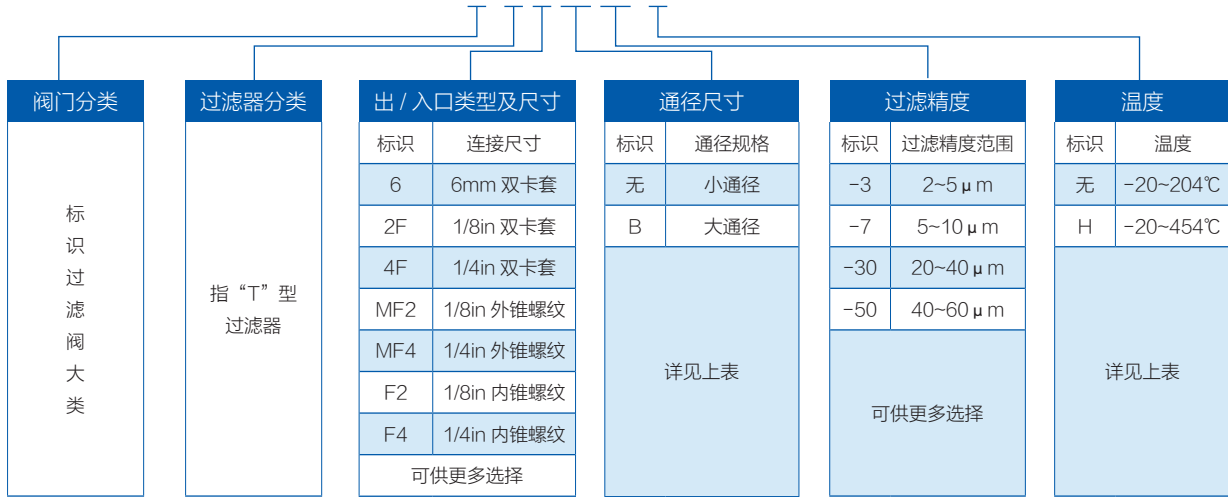 阀门分类
标
识
过
滤
阀
大
类
过滤器分类
指“T”型
过滤器
出 / 入口类型及尺寸
标识 连接尺寸
6 6mm 双卡套
2F 1/8in 双卡套
4F 1/4in 双卡套
MF2 1/8in 外锥螺纹
MF4 1/4in 外锥螺纹
F2 1/8in 内锥螺纹
F4 1/4in 内锥螺纹
可供更多选择
通径尺寸
标识 通径规格
无 小通径
B 大通径
详见上表
过滤精度
标识 过滤精度范围
-3 2~5μm
-7 5~10μm
-30 20~40μm
-50 40~60μm
可供更多选择
温度
标识 温度
无 -20~204℃
H -20~454℃
详见上表